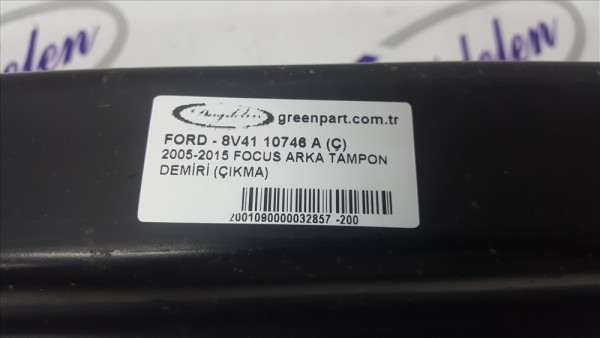 greenpart.com.tr
FORD - 8V41 10746 A (Ç)
2005-2015 FOCUS ARKA TAMPON
DEMİRİ (ÇIKMA)
2001090000032857 -200